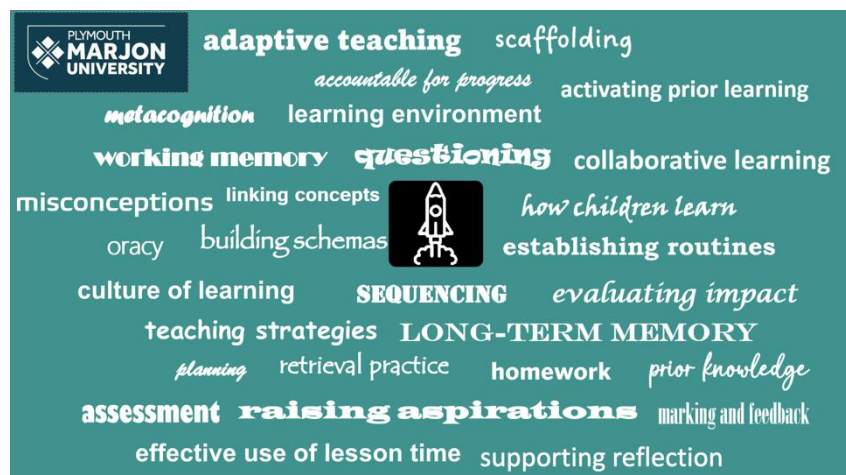 PLYMOUTH
MARJON
UNIVERSITY
adaptive teaching scaffolding
accountable for progress activating prior learning
metacognition learning environment
working memory questioning collaborative learning
misconceptions linking concepts how children learn
oracy building schemas establishing routines
culture of learning SEQUENCING evaluating impact
teaching strategies LONG-TERM MEMORY
planning retrieval practice homework prior knowledge
assessment raising aspirations marking and feedback
effective use of lesson time supporting reflection